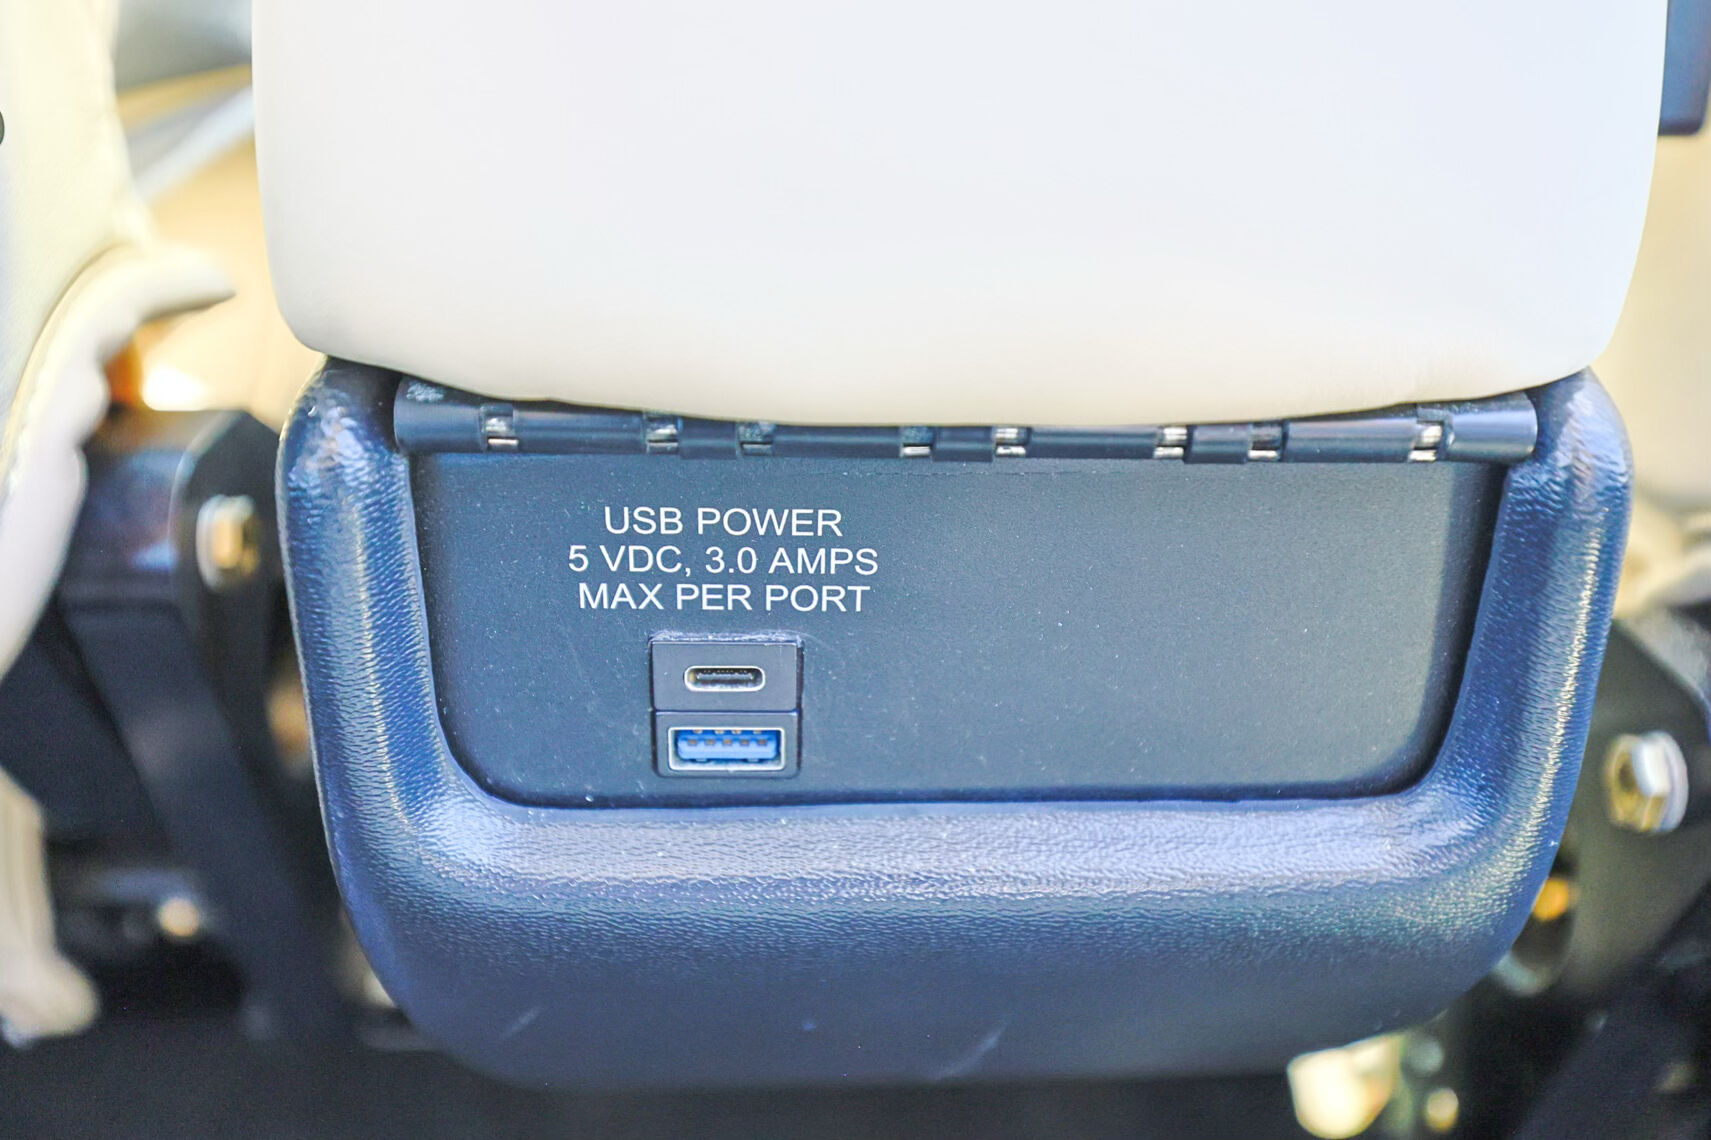 USB POWER
5 VDC, 3.0 AMPS
MAX PER PORT